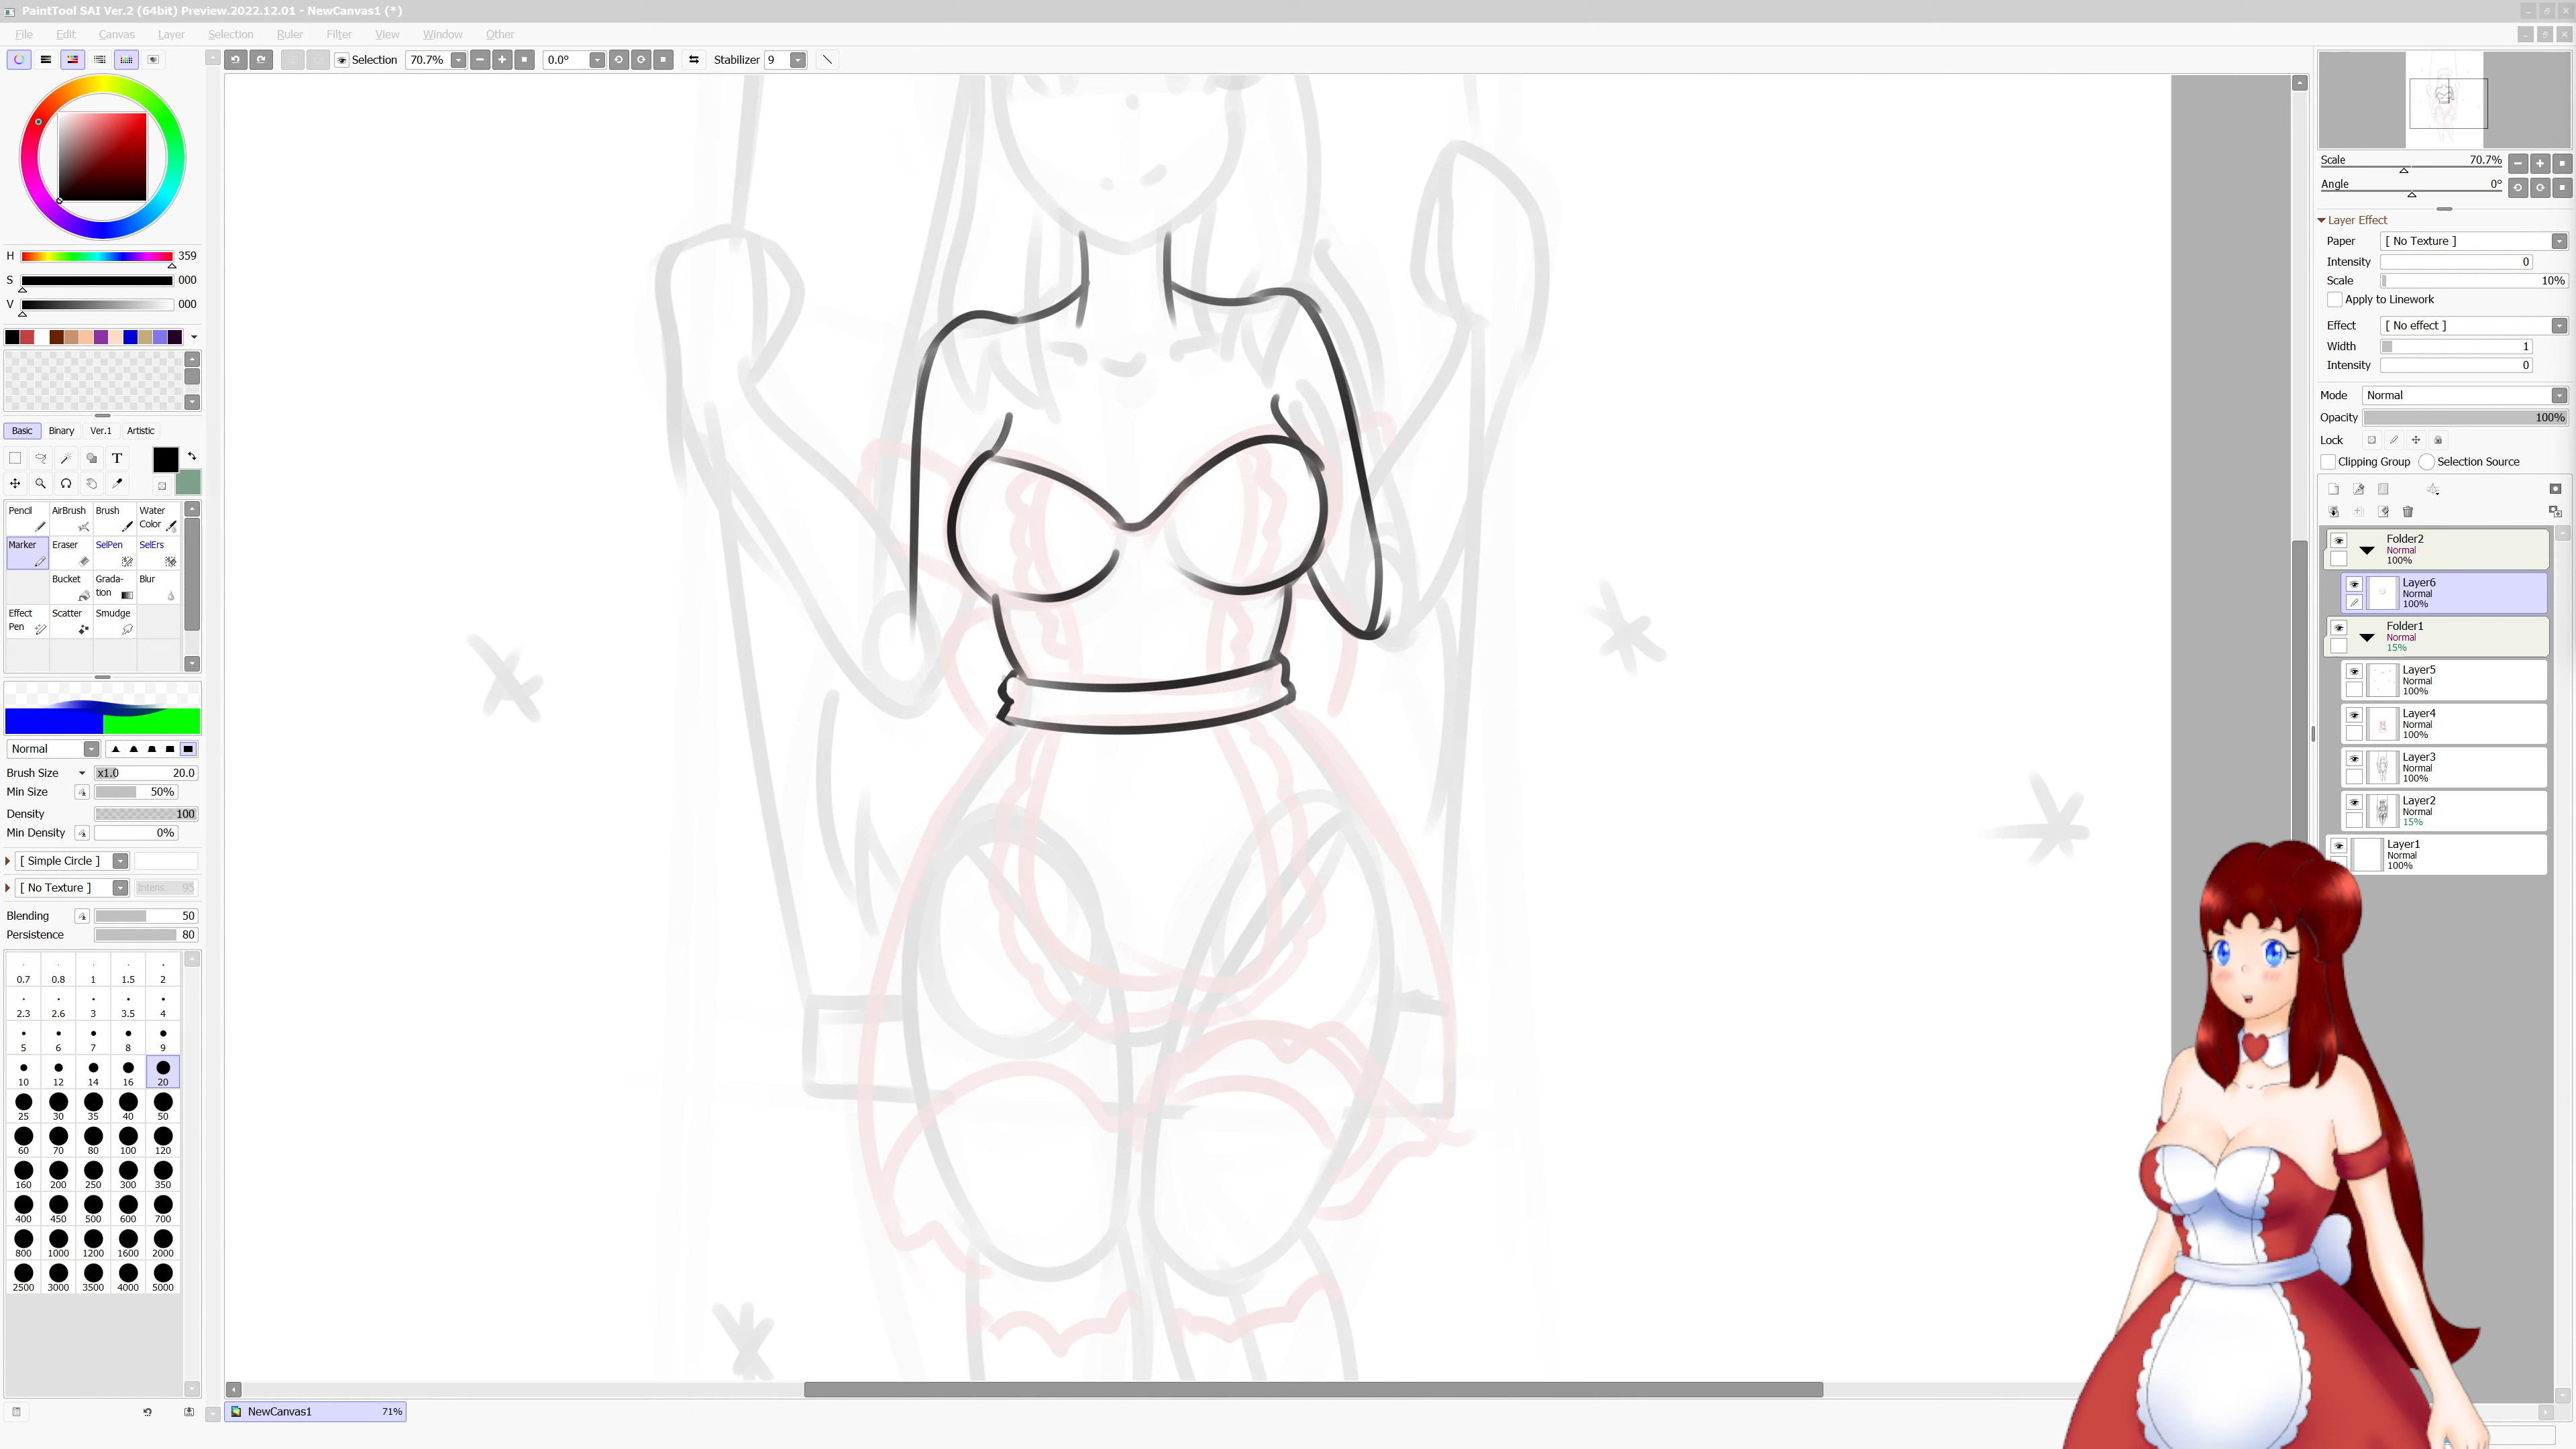 PaintTool SAI Ver.2 (64bit) Preview.2022.12.01 - NewCanvas1 (*)
File Edit Canvas Layer Selection Ruler Filter View Window Other
Selection 70.7% 0.0° Stabilizer 9
H 359
S 000
V 000
Basic Binary Ver.1 Artistic
T
Pencil AirBrush Brush Water Color
Marker Eraser SelPen SelErs
Bucket Grada-tion Blur
Effect Pen Scatter Smudge
Normal
Brush Size x1.0 20.0
Min Size 50%
Density 100
Min Density 0%
[ Simple Circle ]
[ No Texture ] Intens. 95
Blending 50
Persistence 80
0.7 0.8 1 1.5 2
2.3 2.6 3 3.5 4
5 6 7 8 9
10 12 14 16 20
25 30 35 40 50
60 70 80 100 120
160 200 250 300 350
400 450 500 600 700
800 1000 1200 1600 2000
2500 3000 3500 4000 5000
NewCanvas1 71%
Scale 70.7%
Angle 0°
Layer Effect
Paper [ No Texture ]
Intensity 0
Scale 10%
Apply to Linework
Effect [ No effect ]
Width 1
Intensity 0
Mode Normal
Opacity 100%
Lock
Clipping Group Selection Source
Folder2
Normal
100%
Layer6
Normal
100%
Folder1
Normal
15%
Layer5
Normal
100%
Layer4
Normal
100%
Layer3
Normal
100%
Layer2
Normal
15%
Layer1
Normal
100%